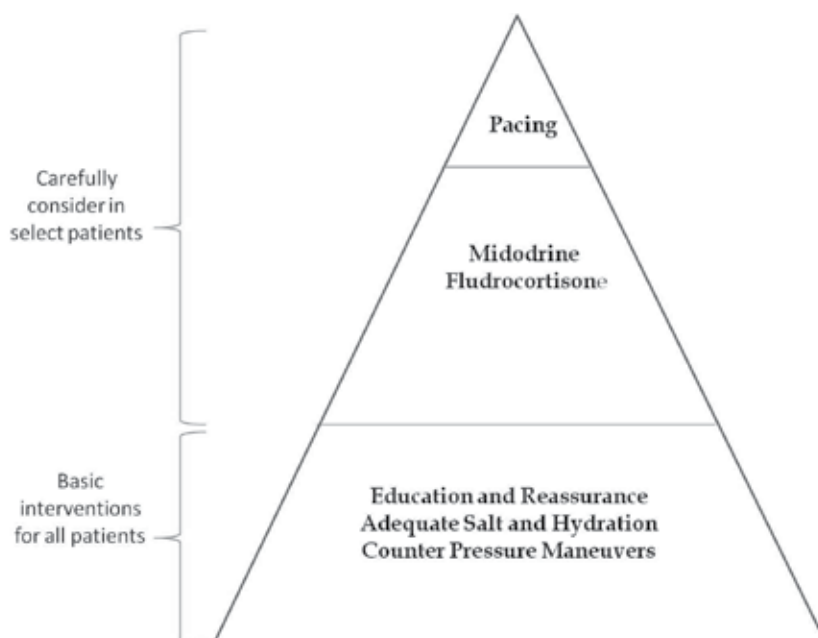 Pacing
Carefully
consider in
select patients
Midodrine
Fludrocortisone
Basic
interventions
for all patients
Education and Reassurance
Adequate Salt and Hydration
Counter Pressure Maneuvers